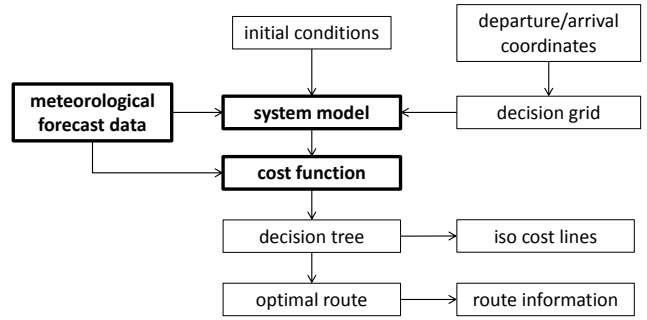 initial conditions
departure/arrival
coordinates
meteorological
forecast data
system model
decision grid
cost function
decision tree
iso cost lines
optimal route
route information